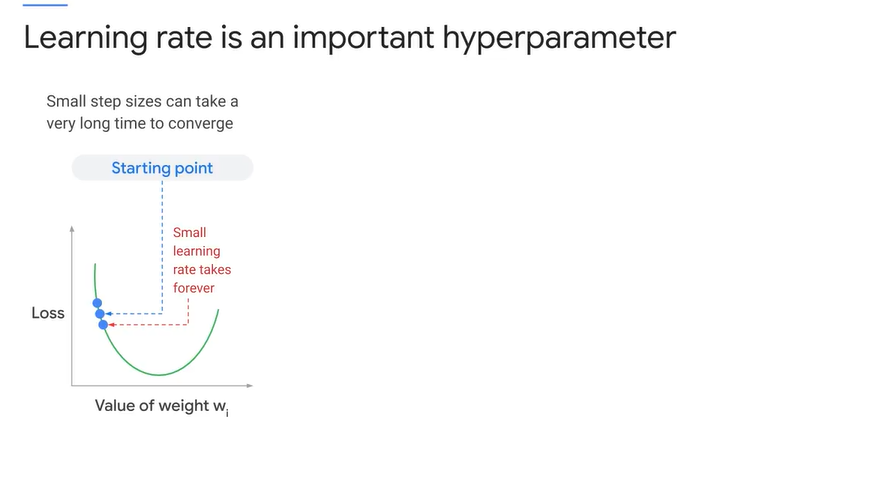 Learning rate is an important hyperparameter
Small step sizes can take a
very long time to converge
Starting point
Small
learning
rate takes
forever
Loss
Value of weight wi